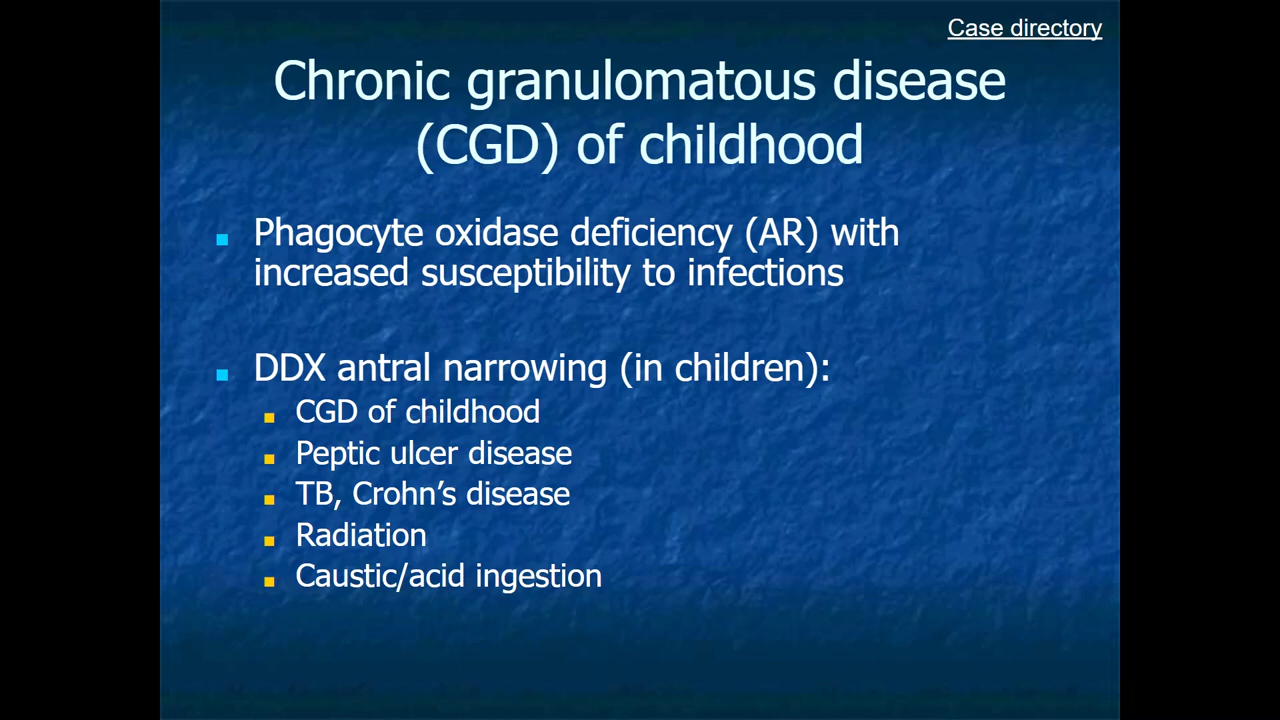 Case directory
Chronic granulomatous disease
(CGD) of childhood
Phagocyte oxidase deficiency (AR) with
increased susceptibility to infections
DDX antral narrowing (in children):
CGD of childhood
Peptic ulcer disease
TB, Crohn’s disease
Radiation
Caustic/acid ingestion